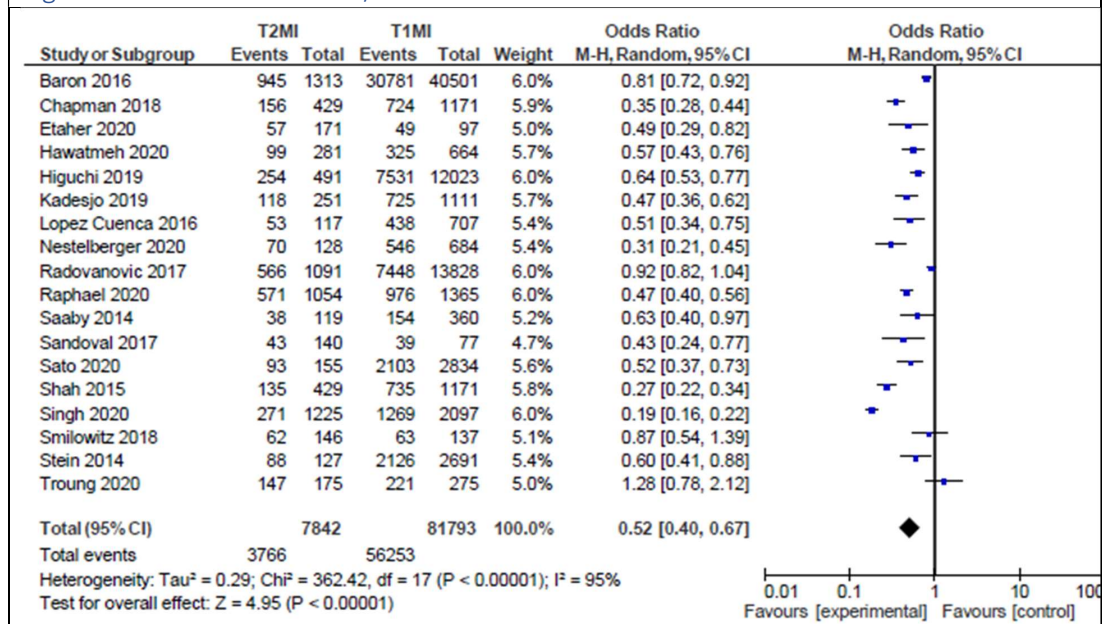 T2MI T1MI Odds Ratio Odds Ratio
Study or Subgroup Events Total Events Total Weight M-H, Random, 95% CI M-H, Random, 95% CI
Baron 2016 945 1313 30781 40501 6.0% 0.81 [0.72, 0.92]
Chapman 2018 156 429 724 1171 5.9% 0.35 [0.28, 0.44]
Etaher 2020 57 171 49 97 5.0% 0.49 [0.29, 0.82]
Hawatmeh 2020 99 281 325 664 5.7% 0.57 [0.43, 0.76]
Higuchi 2019 254 491 7531 12023 6.0% 0.64 [0.53, 0.77]
Kadesjo 2019 118 251 725 1111 5.8% 0.47 [0.36, 0.62]
Lopez Cuenca 2016 53 117 438 707 5.4% 0.51 [0.34, 0.75]
Nestelberger 2020 70 128 546 684 5.4% 0.31 [0.21, 0.45]
Radovanovic 2017 566 1091 7448 13828 6.0% 0.92 [0.82, 1.04]
Raphael 2020 571 1054 976 1365 6.0% 0.47 [0.40, 0.56]
Saaby 2014 38 119 154 360 5.2% 0.63 [0.40, 0.97]
Sandoval 2017 43 140 39 77 4.7% 0.43 [0.24, 0.77]
Sato 2020 93 155 2103 2834 5.6% 0.52 [0.37, 0.73]
Shah 2015 135 429 735 1171 5.8% 0.27 [0.22, 0.34]
Singh 2020 271 1225 1269 2097 6.0% 0.19 [0.16, 0.22]
Smilowitz 2018 62 146 63 137 5.1% 0.87 [0.54, 1.39]
Stein 2014 88 127 2126 2691 5.4% 0.60 [0.41, 0.88]
Troung 2020 147 175 221 275 5.0% 1.28 [0.78, 2.12]
Total (95% CI) 7842 81793 100.0% 0.52 [0.40, 0.67]
Total events 3766 56253
Heterogeneity: Tau² = 0.29; Chi² = 362.42, df = 17 (P < 0.00001); I² = 95%
Test for overall effect: Z = 4.95 (P < 0.00001)
0.01 0.1 1 10 100
Favours [experimental] Favours [control]